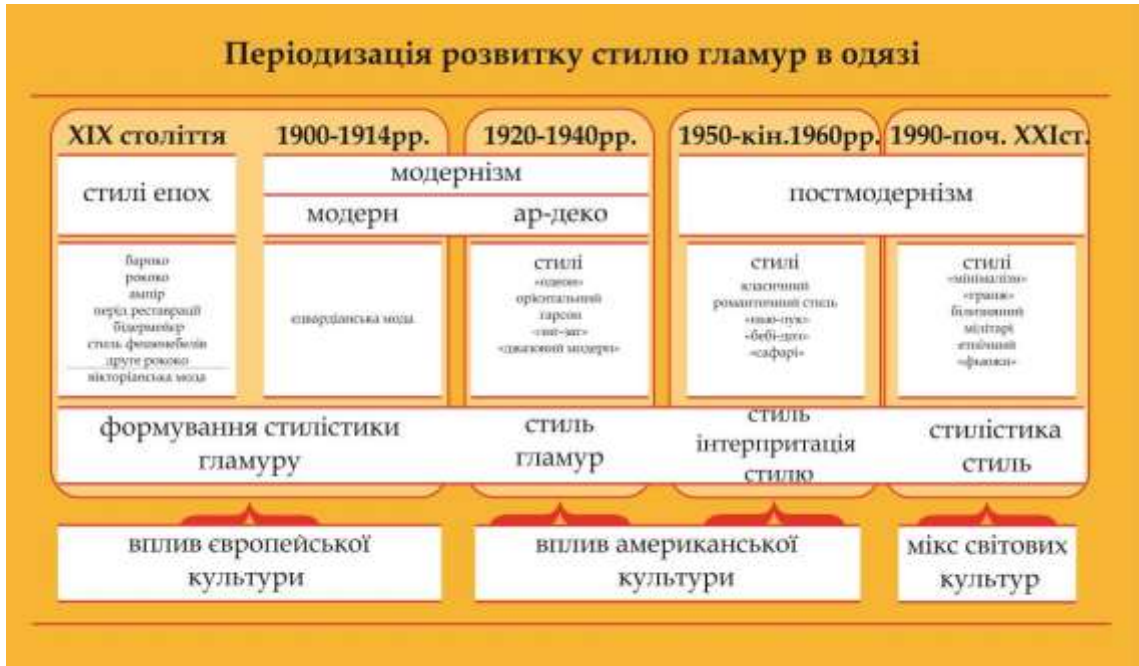 Періодизація розвитку стилю гламур в одязі
XIX століття
1900-1914рр.
1920-1940рр.
1950-кін.1960рр.
1990-поч. XXIст.
стилі епох
модернізм
модерн
ар-деко
постмодернізм
бароко
рококо
ампір
період реставрації
бідермейєр
стиль фешенебелів
друге рококо
вікторіанська мода
едвардіанська мода
стилі
орієнтальний
гарсон
«зиг-заг»
«джазовий модерн»
стилі
класичний
романтичний стиль
«нью-лук»
«бебі-дол»
«сафарі»
стилі
«мінімалізм»
«гранж»
білизняний
мілітарі
етнічний
«фьюжн»
формування стилістики
гламуру
стиль
гламур
стиль
інтерпритація
стилю
стилістика
стиль
вплив європейської
культури
вплив американської
культури
мікс світових
культур